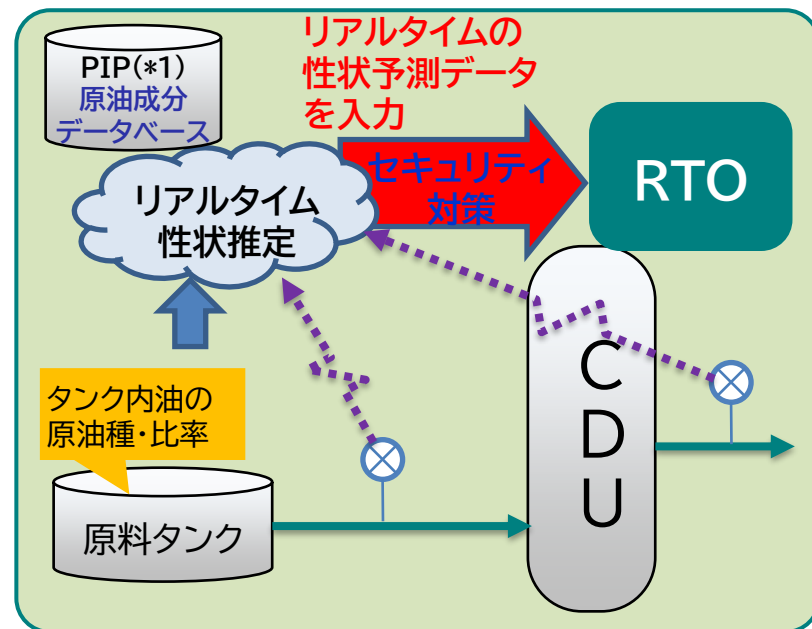 PIP(*1)
原油成分
データベース
リアルタイムの
性状予測データ
を入力
セキュリティ
対策
RTO
リアルタイム
性状推定
タンク内油の
原油種・比率
原料タンク
C
D
U